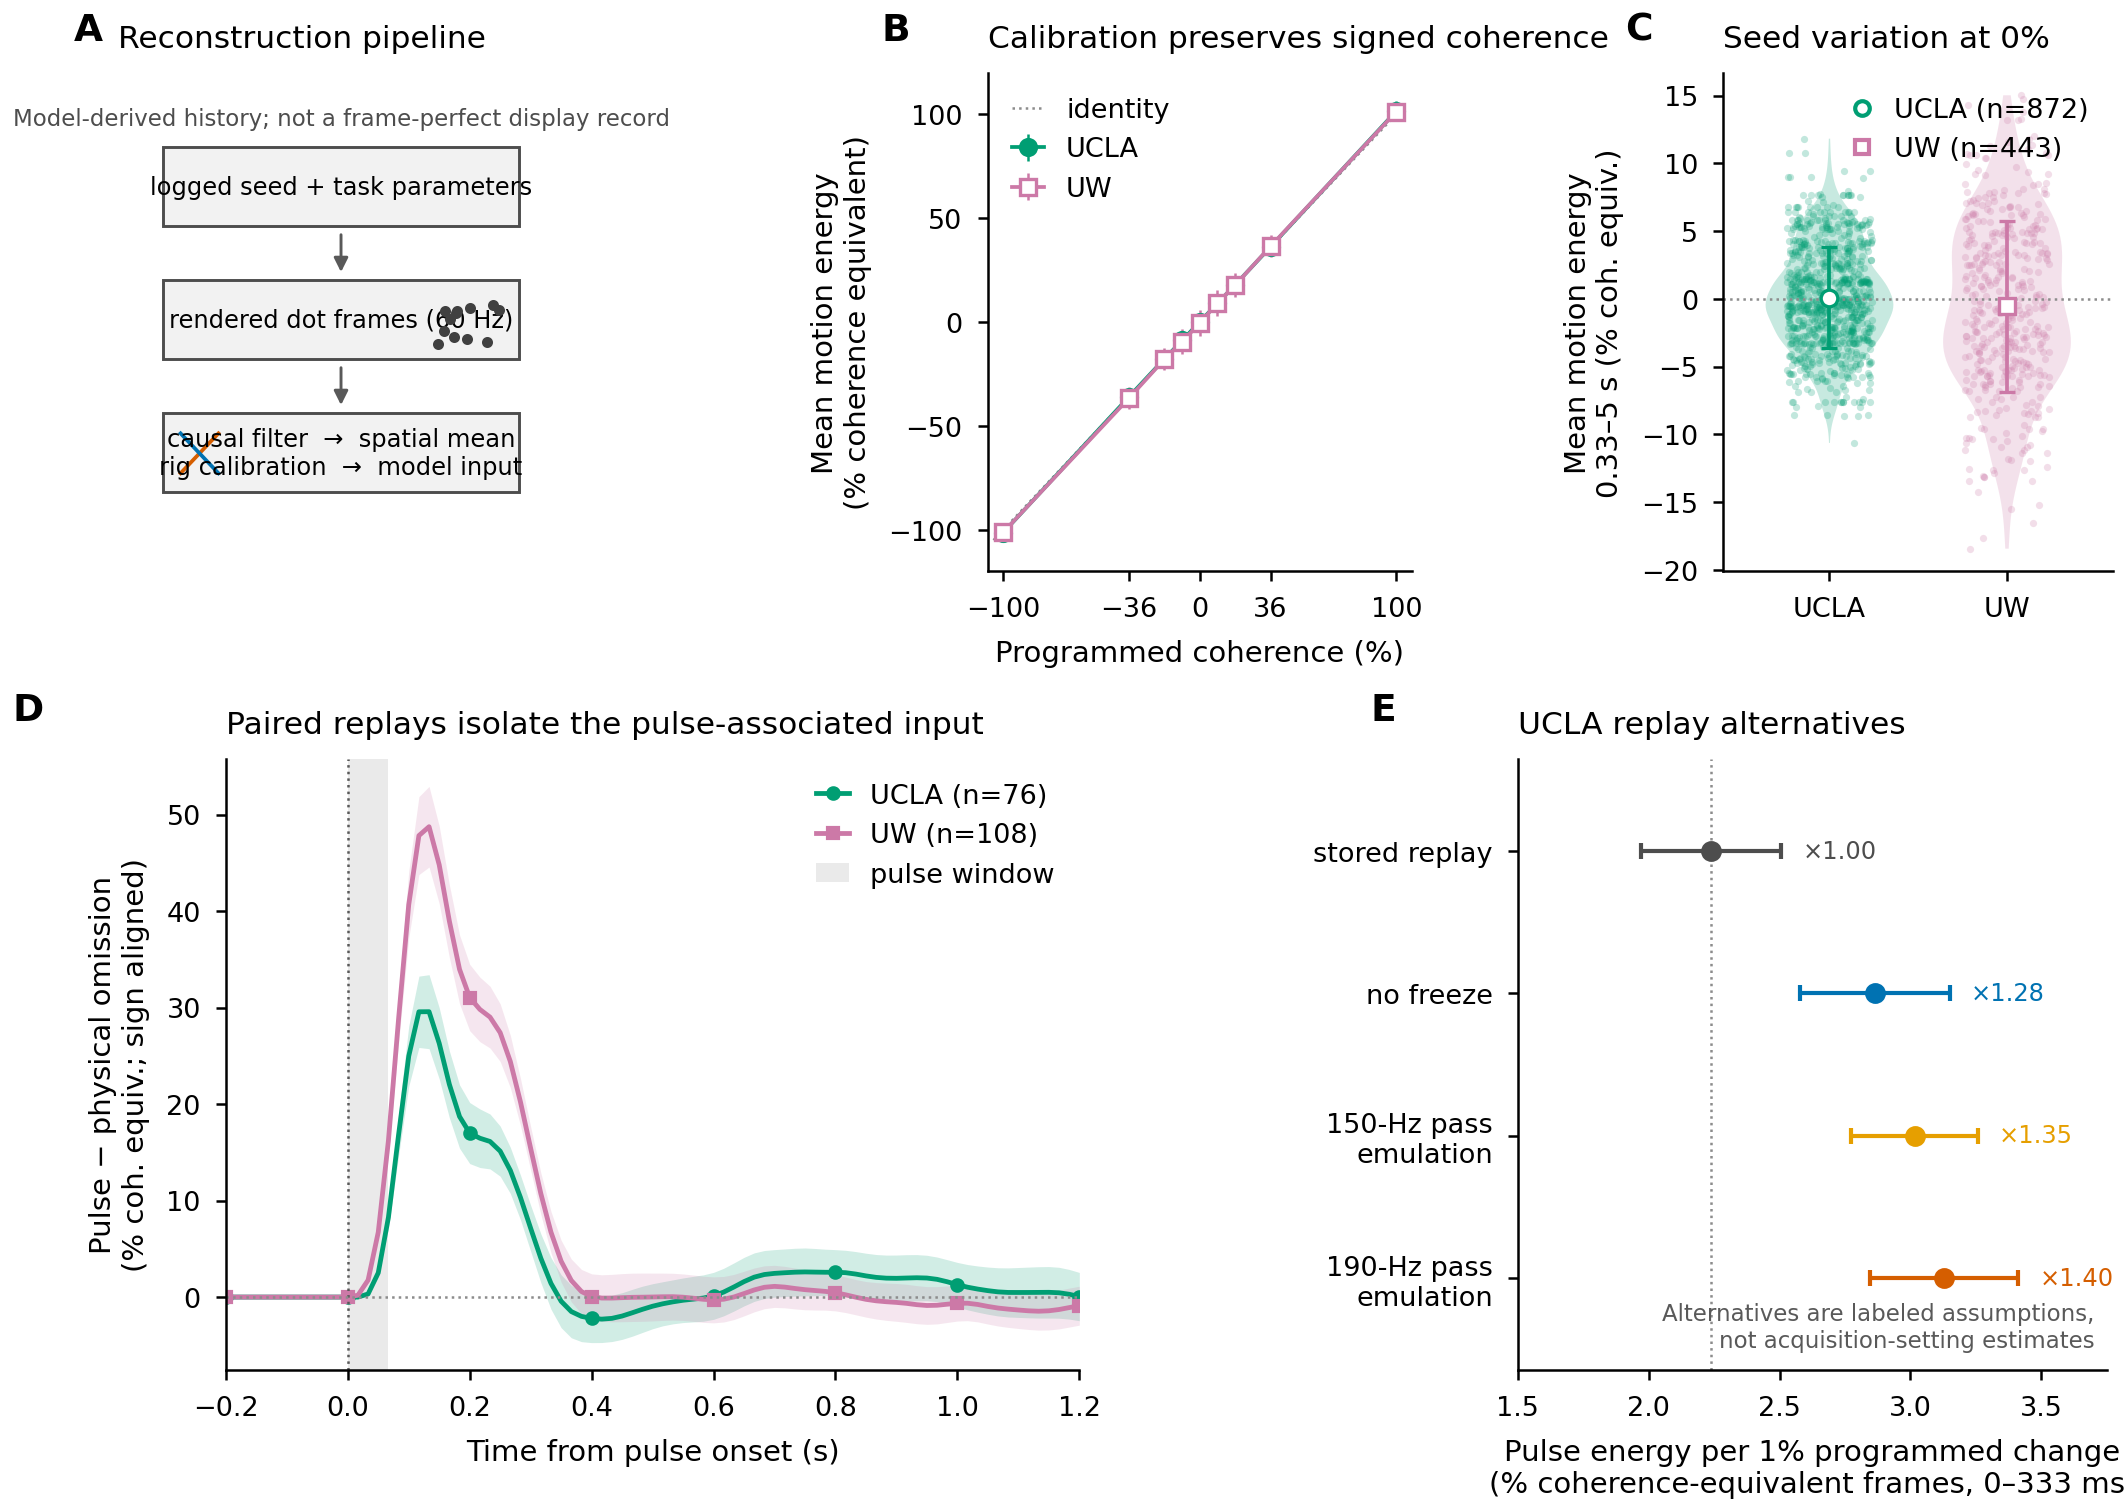 A
Reconstruction pipeline
Model-derived history; not a frame-perfect display record
logged seed + task parameters
rendered dot frames (60 Hz)
causal filter → spatial mean
rig calibration → model input
B
Calibration preserves signed coherence
identity
UCLA
UW
Mean motion energy
(% coherence equivalent)
100
50
0
−50
−100
−100
−36
0
36
100
Programmed coherence (%)
C
Seed variation at 0%
UCLA (n=872)
UW (n=443)
Mean motion energy
0.33–5 s (% coh. equiv.)
15
10
5
0
−5
−10
−15
−20
UCLA
UW
D
Paired replays isolate the pulse-associated input
UCLA (n=76)
UW (n=108)
pulse window
Pulse − physical omission
(% coh. equiv.; sign aligned)
50
40
30
20
10
0
−0.2
0.0
0.2
0.4
0.6
0.8
1.0
1.2
Time from pulse onset (s)
E
UCLA replay alternatives
stored replay
×1.00
no freeze
×1.28
150-Hz pass
emulation
×1.35
190-Hz pass
emulation
×1.40
Alternatives are labeled assumptions,
not acquisition-setting estimates
1.5
2.0
2.5
3.0
3.5
Pulse energy per 1% programmed change
(% coherence-equivalent frames, 0–333 ms